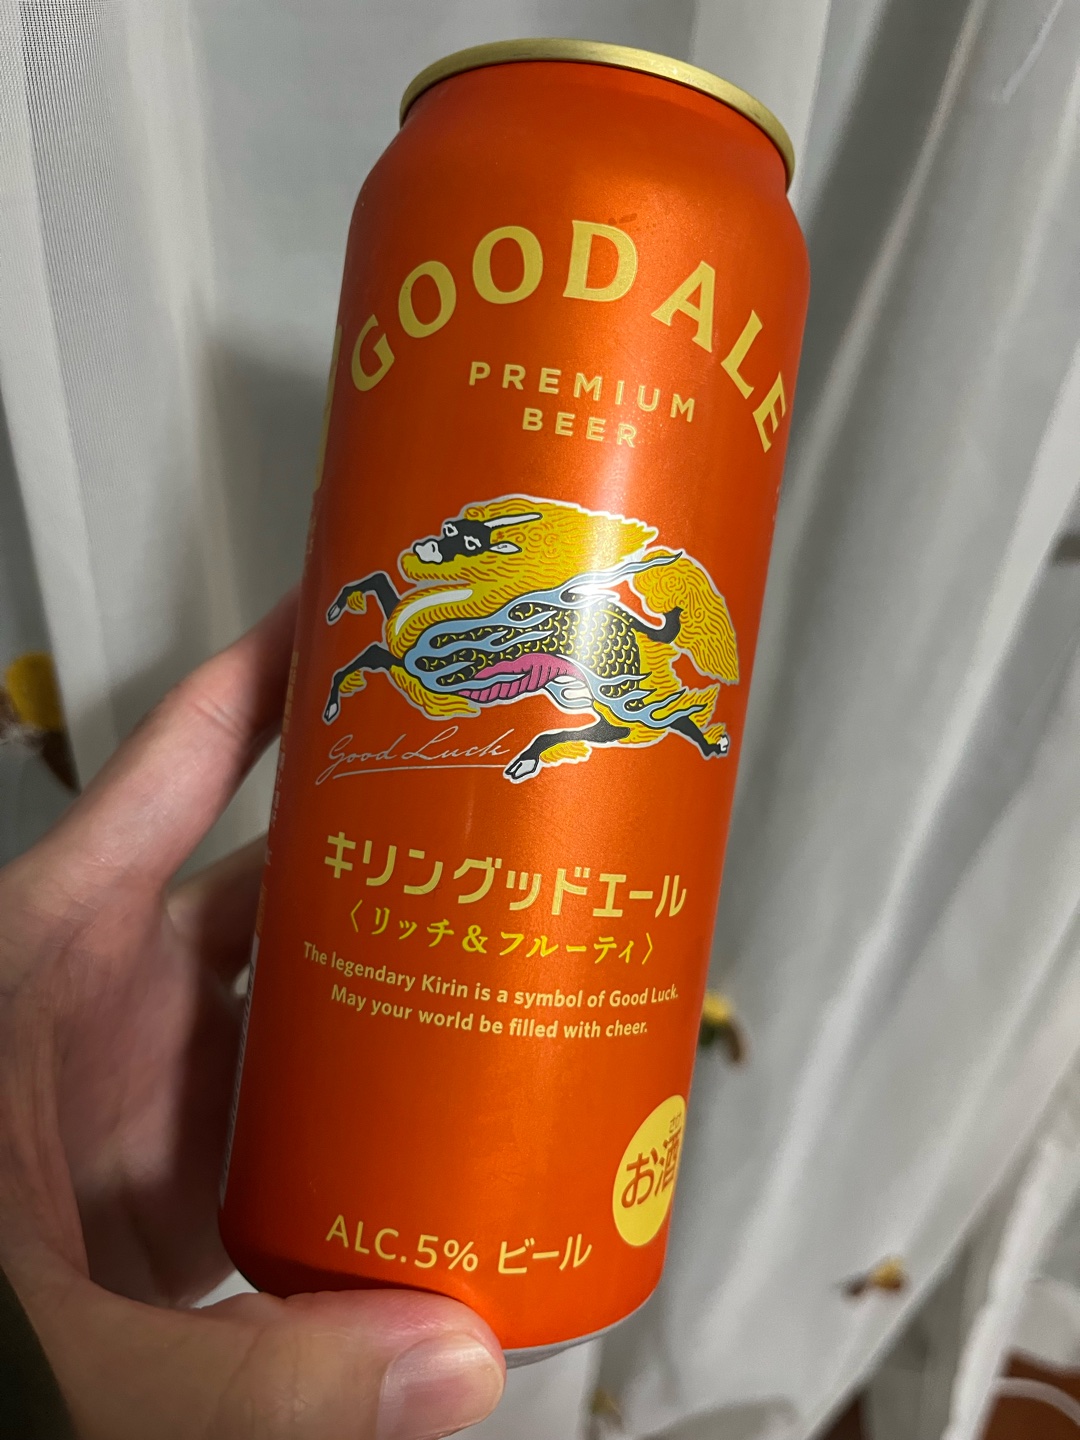 GOOD ALE
PREMIUM
BEER
Good Luck
キリングッドエール
〈リッチ&フルーティ〉
The legendary Kirin is a symbol of Good Luck.
May your world be filled with cheer.
さけ
お酒
ALC.5% ビール